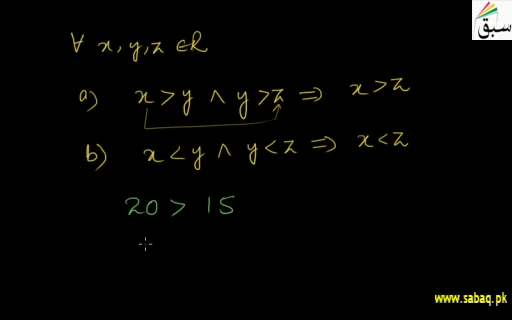 سبق
∀ x, y, z ∈ R
a) x > y ∧ y > z ⇒ x > z
b) x < y ∧ y < z ⇒ x < z
20 > 15
www.sabaq.pk